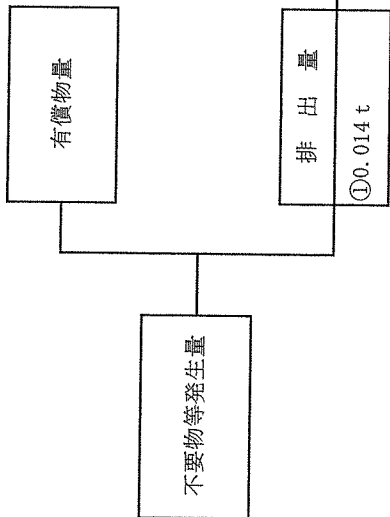 有償物量
不要物等発生量
排出量
①0.014 t